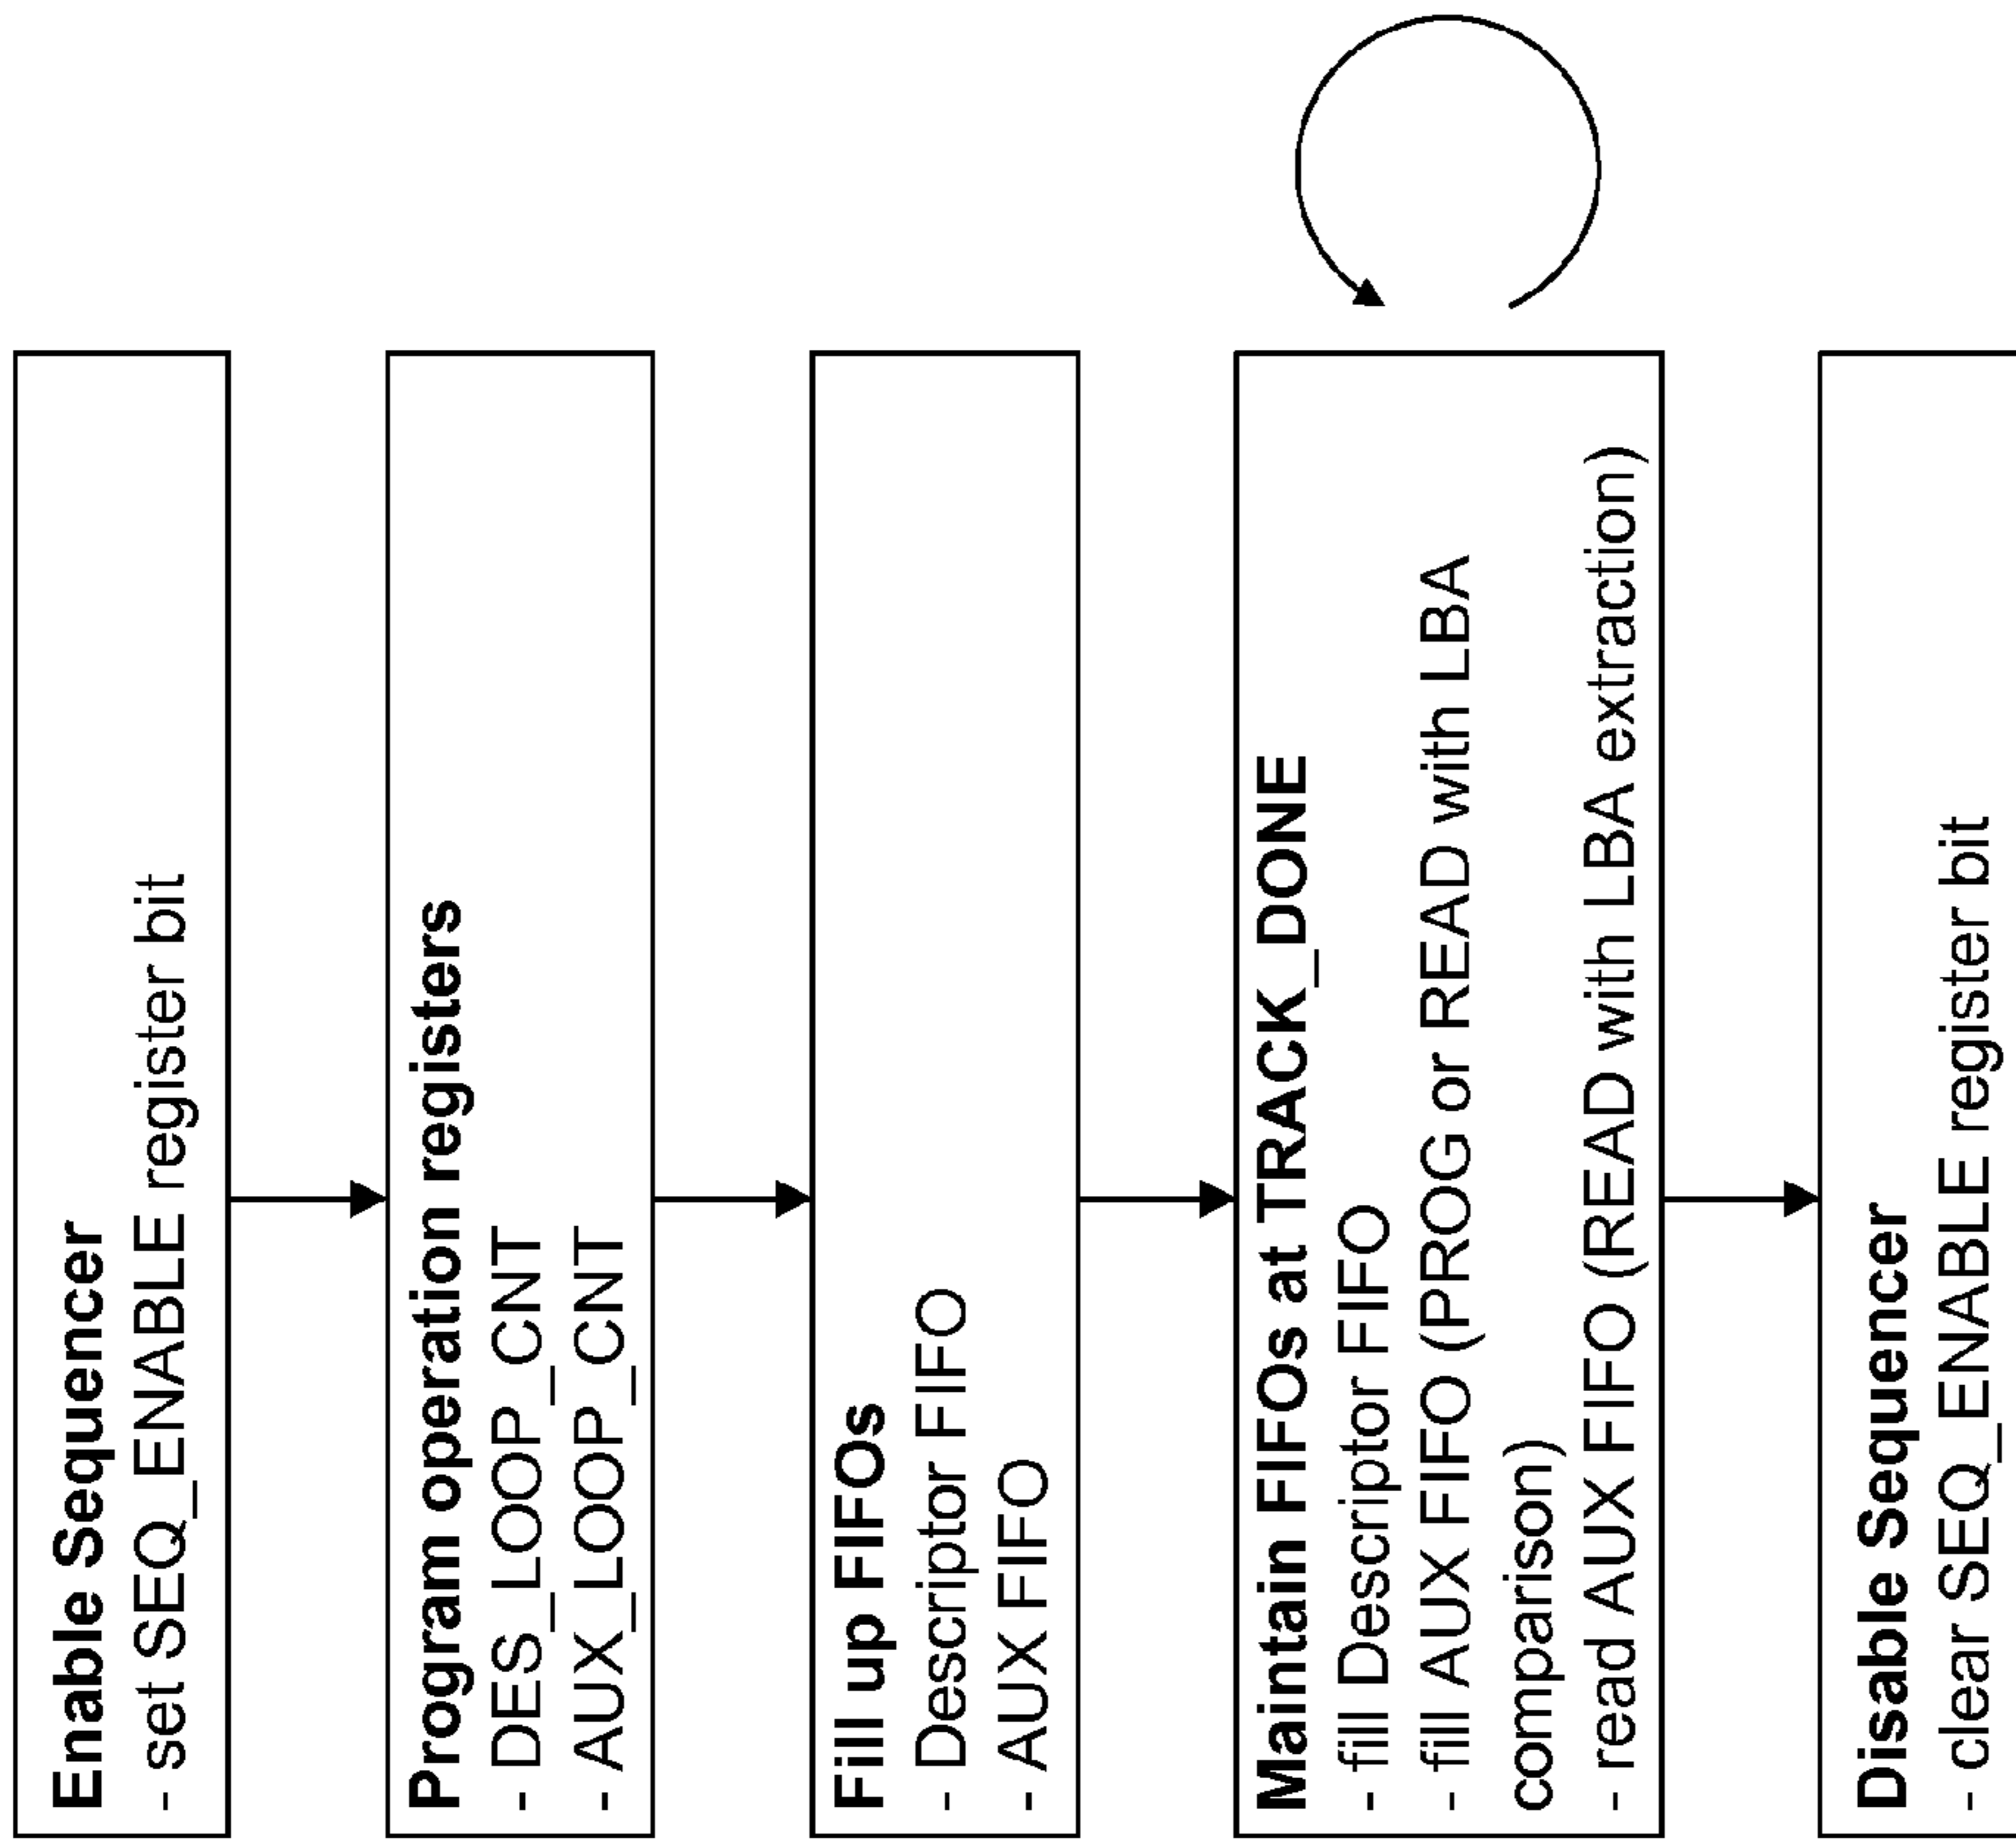 Enable Sequencer
- set SEQ_ENABLE register bit
Program operation registers
- DES_LOOP_CNT
- AUX_LOOP_CNT
Fill up FIFOs
- Descriptor FIFO
- AUX FIFO
Maintain FIFOs at TRACK_DONE
- fill Descriptor FIFO
- fill AUX FIFO (PROG or READ with LBA
comparison)
- read AUX FIFO (READ with LBA extraction)
Disable Sequencer
- clear SEQ_ENABLE register bit